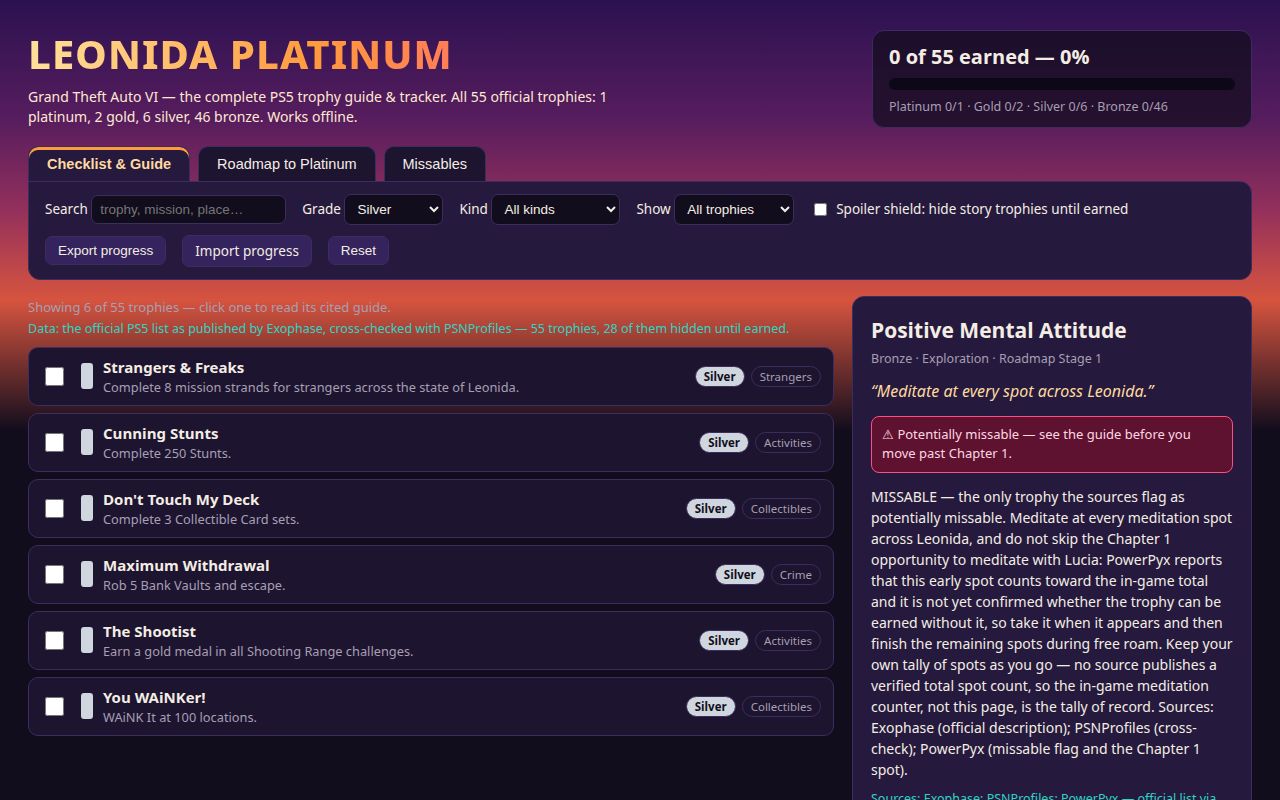 LEONIDA PLATINUM
Grand Theft Auto VI — the complete PS5 trophy guide & tracker. All 55 official trophies: 1
platinum, 2 gold, 6 silver, 46 bronze. Works offline.
0 of 55 earned — 0%
Platinum 0/1 · Gold 0/2 · Silver 0/6 · Bronze 0/46
Checklist & Guide
Roadmap to Platinum
Missables
Search trophy, mission, place… Grade Silver Kind All kinds Show All trophies Spoiler shield: hide story trophies until earned
Export progress
Import progress
Reset
Showing 6 of 55 trophies — click one to read its cited guide.
Data: the official PS5 list as published by Exophase, cross-checked with PSNProfiles — 55 trophies, 28 of them hidden until earned.
Strangers & Freaks
Complete 8 mission strands for strangers across the state of Leonida.
Silver Strangers
Cunning Stunts
Complete 250 Stunts.
Silver Activities
Don't Touch My Deck
Complete 3 Collectible Card sets.
Silver Collectibles
Maximum Withdrawal
Rob 5 Bank Vaults and escape.
Silver Crime
The Shootist
Earn a gold medal in all Shooting Range challenges.
Silver Activities
You WAiNKer!
WAiNK It at 100 locations.
Silver Collectibles
Positive Mental Attitude
Bronze · Exploration · Roadmap Stage 1
“Meditate at every spot across Leonida.”
⚠ Potentially missable — see the guide before you
move past Chapter 1.
MISSABLE — the only trophy the sources flag as
potentially missable. Meditate at every meditation spot
across Leonida, and do not skip the Chapter 1
opportunity to meditate with Lucia: PowerPyx reports
that this early spot counts toward the in-game total
and it is not yet confirmed whether the trophy can be
earned without it, so take it when it appears and then
finish the remaining spots during free roam. Keep your
own tally of spots as you go — no source publishes a
verified total spot count, so the in-game meditation
counter, not this page, is the tally of record. Sources:
Exophase (official description); PSNProfiles (cross-
check); PowerPyx (missable flag and the Chapter 1
spot).
Sources: Exophase; PSNProfiles; PowerPyx — official list via